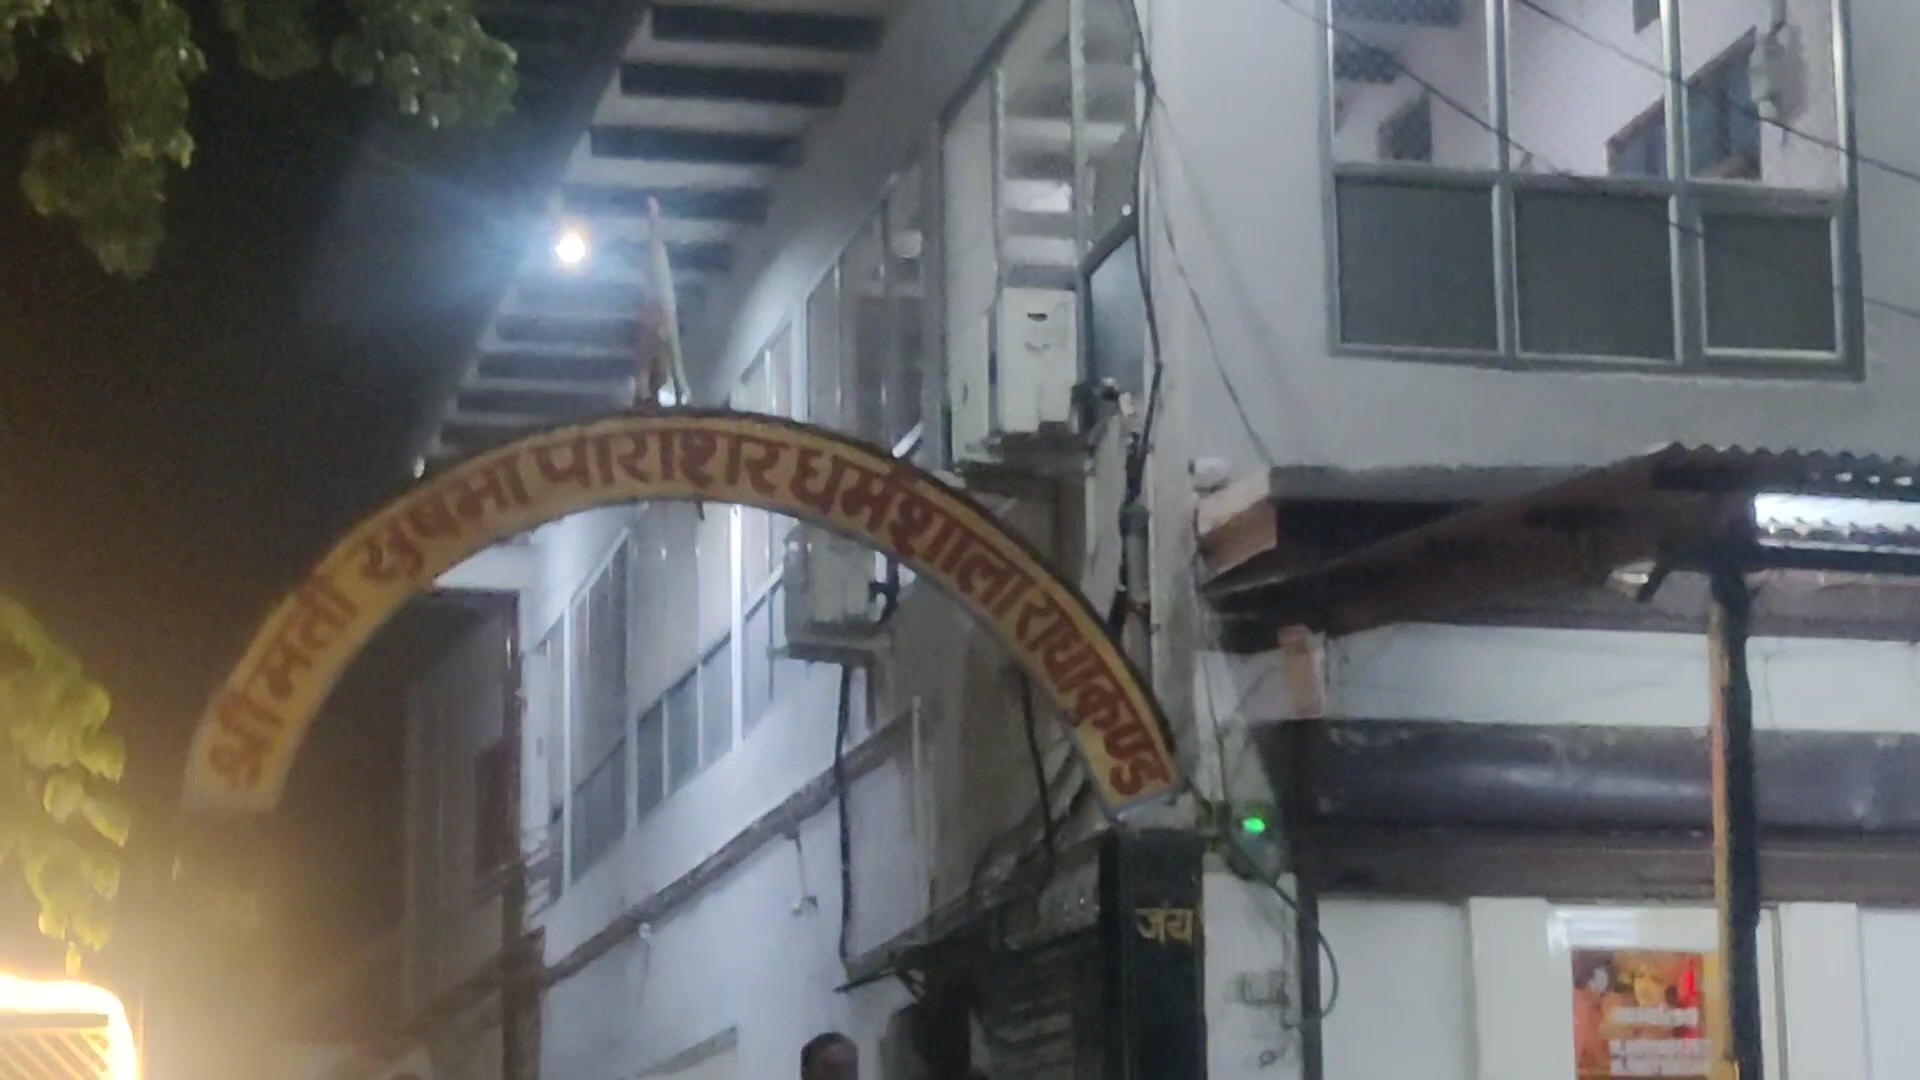 श्रीमती सुषमा पाराशर धर्मशाला राधाकुण्ड
जय